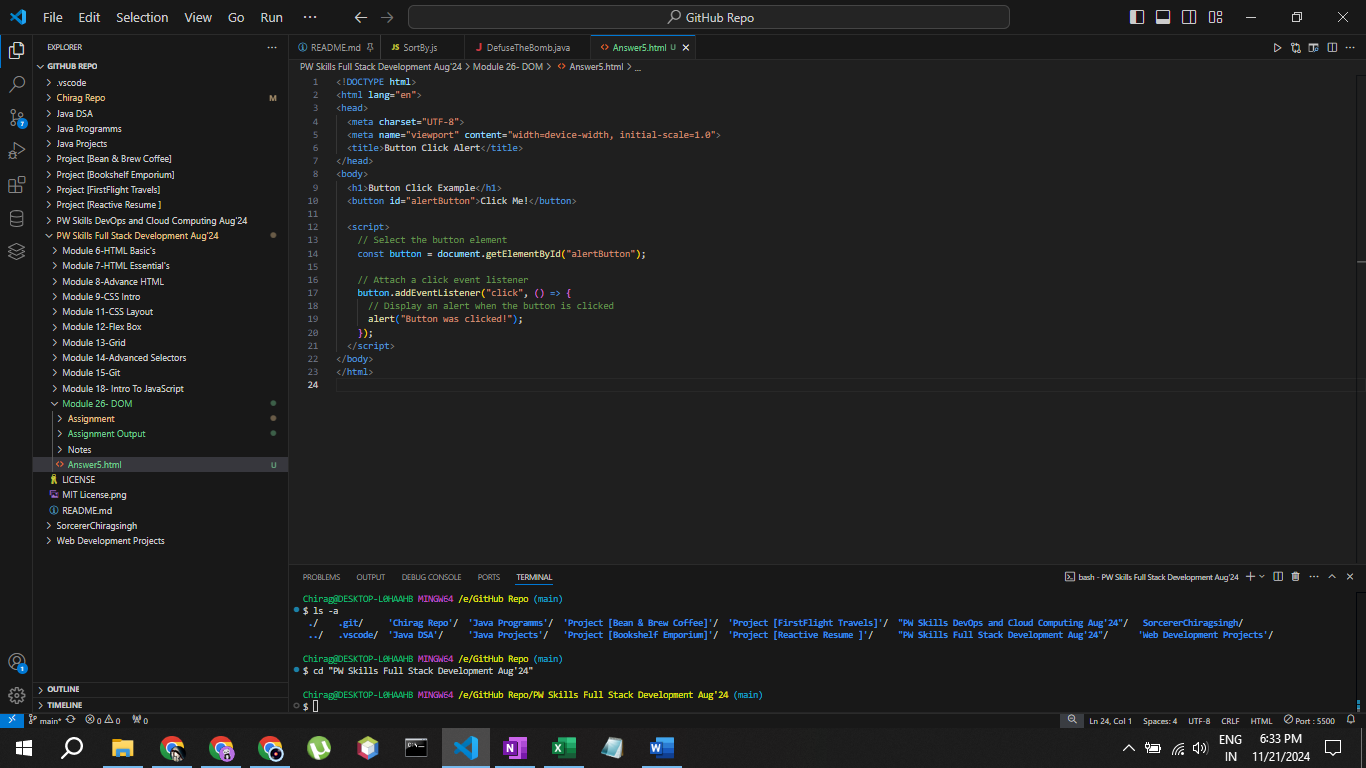 File Edit Selection View Go Run ··· GitHub Repo
EXPLORER ···
README.md SortBy.js DefuseTheBomb.java Answer5.html U
JS J
GITHUB REPO
PW Skills Full Stack Development Aug'24 > Module 26- DOM > Answer5.html > ...
.vscode
Chirag Repo M
Java DSA
Java Programms
Java Projects
Project [Bean & Brew Coffee]
Project [Bookshelf Emporium]
Project [FirstFlight Travels]
Project [Reactive Resume ]
PW Skills DevOps and Cloud Computing Aug'24
PW Skills Full Stack Development Aug'24
Module 6-HTML Basic's
Module 7-HTML Essential's
Module 8-Advance HTML
Module 9-CSS Intro
Module 11-CSS Layout
Module 12-Flex Box
Module 13-Grid
Module 14-Advanced Selectors
Module 15-Git
Module 18- Intro To JavaScript
Module 26- DOM
Assignment
Assignment Output
Notes
Answer5.html U
LICENSE
MIT License.png
README.md
SorcererChiragsingh
Web Development Projects
OUTLINE
TIMELINE
1 <!DOCTYPE html>
2 <html lang="en">
3 <head>
4 <meta charset="UTF-8">
5 <meta name="viewport" content="width=device-width, initial-scale=1.0">
6 <title>Button Click Alert</title>
7 </head>
8 <body>
9 <h1>Button Click Example</h1>
10 <button id="alertButton">Click Me!</button>
11
12 <script>
13 // Select the button element
14 const button = document.getElementById("alertButton");
15
16 // Attach a click event listener
17 button.addEventListener("click", () => {
18 // Display an alert when the button is clicked
19 alert("Button was clicked!");
20 });
21 </script>
22 </body>
23 </html>
24
PROBLEMS OUTPUT DEBUG CONSOLE PORTS TERMINAL bash - PW Skills Full Stack Development Aug'24
Chirag@DESKTOP-L0HAAHB MINGW64 /e/GitHub Repo (main)
$ ls -a
./ .git/ 'Chirag Repo'/ 'Java Programms'/ 'Project [Bean & Brew Coffee]'/ 'Project [FirstFlight Travels]'/ "PW Skills DevOps and Cloud Computing Aug'24"/ SorcererChiragsingh/
../ .vscode/ 'Java DSA'/ 'Java Projects'/ 'Project [Bookshelf Emporium]'/ 'Project [Reactive Resume ]'/ "PW Skills Full Stack Development Aug'24"/ 'Web Development Projects'/
Chirag@DESKTOP-L0HAAHB MINGW64 /e/GitHub Repo (main)
$ cd "PW Skills Full Stack Development Aug'24"
Chirag@DESKTOP-L0HAAHB MINGW64 /e/GitHub Repo/PW Skills Full Stack Development Aug'24 (main)
$
7
1
main* 0 0 0 Ln 24, Col 1 Spaces: 4 UTF-8 CRLF HTML Port : 5500
ENG 6:33 PM
IN 11/21/2024